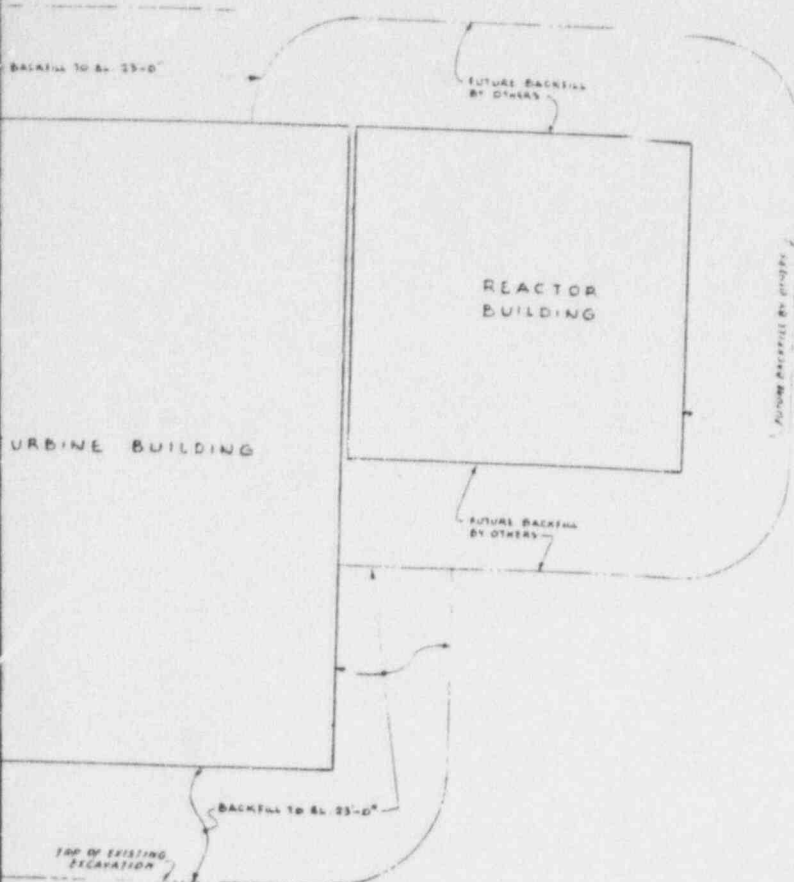 BACKFILL TO EL. 23'-0"
FUTURE BACKFILL
BY OTHERS
REACTOR
BUILDING
FUTURE BACKFILL BY OTHERS
URBINE BUILDING
FUTURE BACKFILL
BY OTHERS
BACKFILL TO EL. 23'-0"
TOP OF EXISTING
EXCAVATION